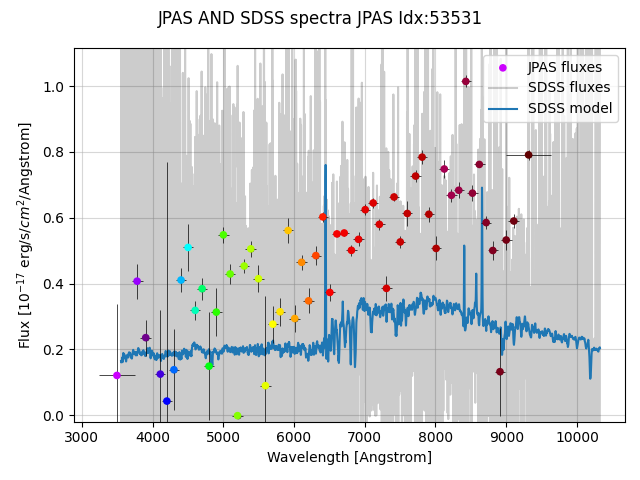 JPAS AND SDSS spectra JPAS Idx:53531
JPAS fluxes
SDSS fluxes
SDSS model
Flux [10⁻¹⁷ erg/s/cm²/Angstrom]
1.0
0.8
0.6
0.4
0.2
0.0
3000 4000 5000 6000 7000 8000 9000 10000
Wavelength [Angstrom]